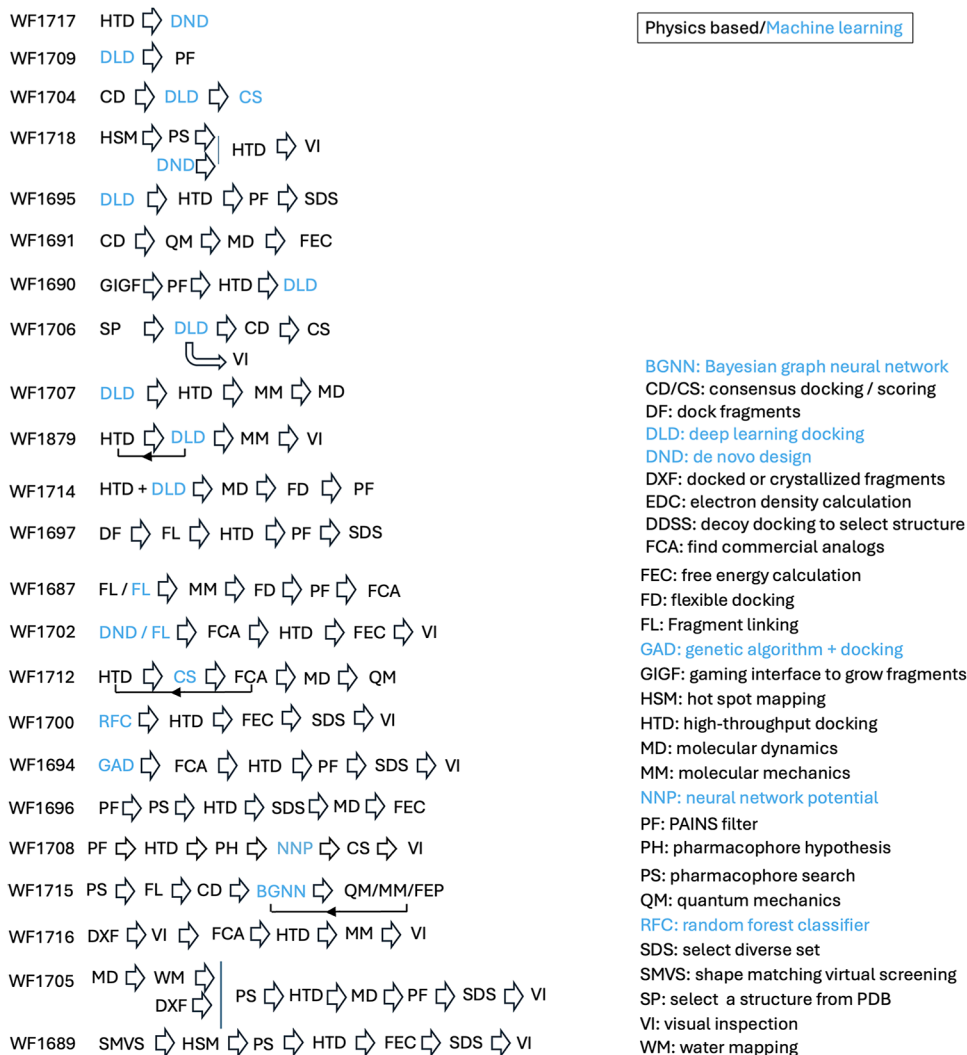 Physics based/Machine learning
WF1717 HTD DND
WF1709 DLD PF
WF1704 CD DLD CS
WF1718 HSM PS HTD VI
DND
WF1695 DLD HTD PF SDS
WF1691 CD QM MD FEC
WF1690 GIGF PF HTD DLD
WF1706 SP DLD CD CS
VI
WF1707 DLD HTD MM MD
WF1879 HTD DLD MM VI
WF1714 HTD + DLD MD FD PF
WF1697 DF FL HTD PF SDS
WF1687 FL / FL MM FD PF FCA
WF1702 DND / FL FCA HTD FEC VI
WF1712 HTD CS FCA MD QM
WF1700 RFC HTD FEC SDS VI
WF1694 GAD FCA HTD PF SDS VI
WF1696 PF PS HTD SDS MD FEC
WF1708 PF HTD PH NNP CS VI
WF1715 PS FL CD BGNN QM/MM/FEP
WF1716 DXF VI FCA HTD MM VI
WF1705 MD WM PS HTD MD PF SDS VI
DXF
WF1689 SMVS HSM PS HTD FEC SDS VI
BGNN: Bayesian graph neural network
CD/CS: consensus docking / scoring
DF: dock fragments
DLD: deep learning docking
DND: de novo design
DXF: docked or crystallized fragments
EDC: electron density calculation
DDSS: decoy docking to select structure
FCA: find commercial analogs
FEC: free energy calculation
FD: flexible docking
FL: Fragment linking
GAD: genetic algorithm + docking
GIGF: gaming interface to grow fragments
HSM: hot spot mapping
HTD: high-throughput docking
MD: molecular dynamics
MM: molecular mechanics
NNP: neural network potential
PF: PAINS filter
PH: pharmacophore hypothesis
PS: pharmacophore search
QM: quantum mechanics
RFC: random forest classifier
SDS: select diverse set
SMVS: shape matching virtual screening
SP: select a structure from PDB
VI: visual inspection
WM: water mapping